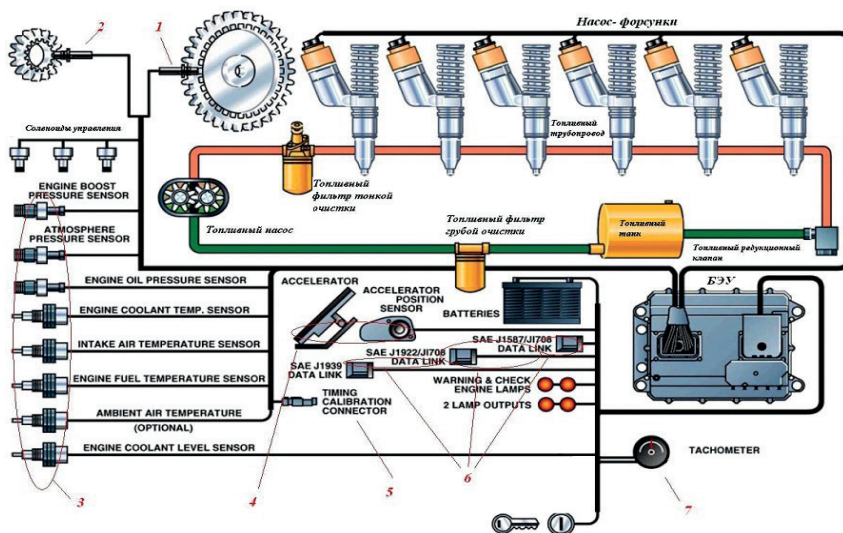 2
1
Насос- форсунки
Соленоиды управления
Топливный
трубопровод
ENGINE BOOST
PRESSURE SENSOR
Топливный
фильтр тонкой
очистки
ATMOSPHERE
PRESSURE SENSOR
Топливный насос
Топливный фильтр
грубой очистки
Топливный
танк
Топливный редукционный
клапан
ENGINE OIL PRESSURE SENSOR
ACCELERATOR
ACCELERATOR
POSITION
SENSOR
BATTERIES
БЭУ
ENGINE COOLANT TEMP. SENSOR
INTAKE AIR TEMPERATURE SENSOR
SAE J1587/JI708
DATA LINK
SAE J1922/JI708
DATA LINK
SAE J1939
DATA LINK
ENGINE FUEL TEMPERATURE SENSOR
WARNING & CHECK
ENGINE LAMPS
AMBIENT AIR TEMPERATURE
(OPTIONAL)
TIMING
CALIBRATION
CONNECTOR
2 LAMP OUTPUTS
ENGINE COOLANT LEVEL SENSOR
TACHOMETER
3
4
5
6
7